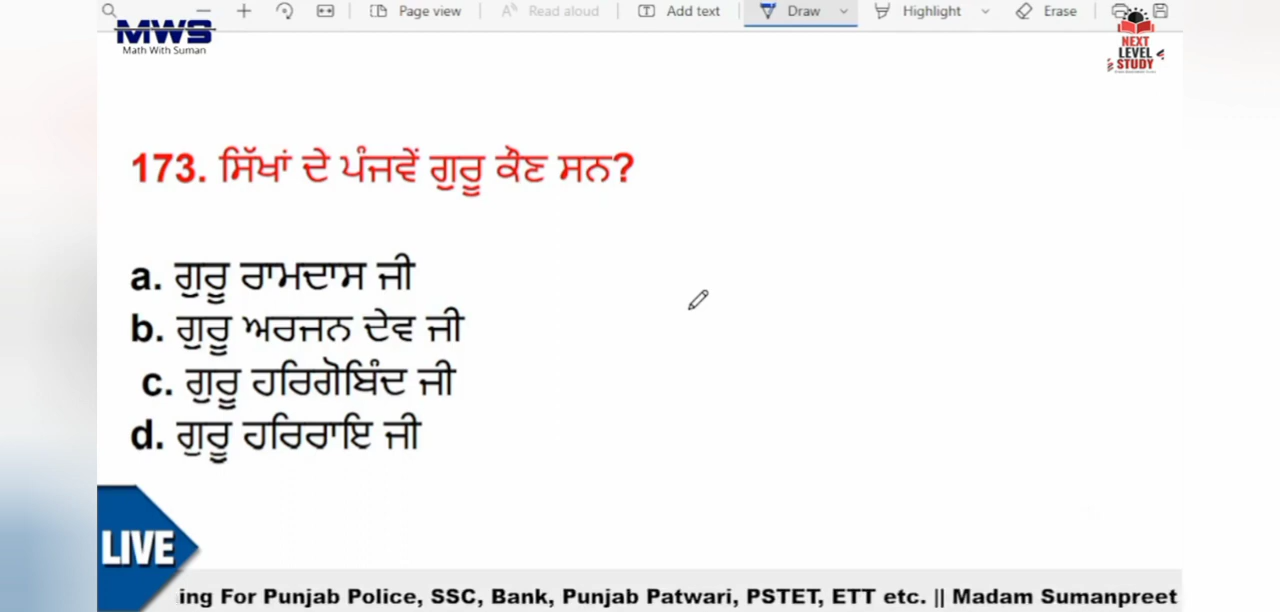 Page view Read aloud Add text Draw Highlight Erase
MWS
Math With Suman
NEXT
LEVEL
STUDY
173. ਸਿੱਖਾਂ ਦੇ ਪੰਜਵੇਂ ਗੁਰੂ ਕੌਣ ਸਨ?
a. ਗੁਰੂ ਰਾਮਦਾਸ ਜੀ
b. ਗੁਰੂ ਅਰਜਨ ਦੇਵ ਜੀ
c. ਗੁਰੂ ਹਰਿਗੋਬਿੰਦ ਜੀ
d. ਗੁਰੂ ਹਰਿਰਾਇ ਜੀ
LIVE
ing For Punjab Police, SSC, Bank, Punjab Patwari, PSTET, ETT etc. || Madam Sumanpreet